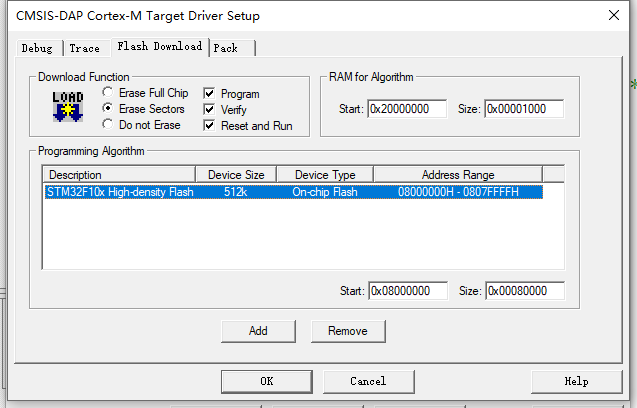 CMSIS-DAP Cortex-M Target Driver Setup
Debug Trace Flash Download Pack
Download Function
LOAD
Erase Full Chip Program
Erase Sectors Verify
Do not Erase Reset and Run
RAM for Algorithm
Start: 0x20000000 Size: 0x00001000
Programming Algorithm
Description Device Size Device Type Address Range
STM32F10x High-density Flash 512k On-chip Flash 08000000H - 0807FFFFH
Start: 0x08000000 Size: 0x00080000
Add Remove
OK Cancel Help